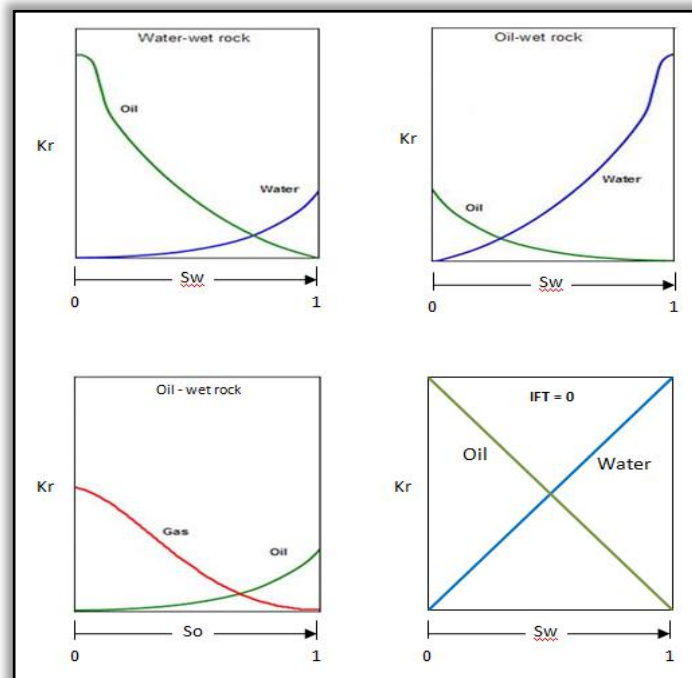 Water-wet rock
Oil
Water
Kr
Sw
0 1
Oil-wet rock
Kr
Water
Oil
Sw
0 1
Oil - wet rock
Kr
Gas
Oil
So
0 1
IFT = 0
Oil
Water
Kr
Sw
0 1